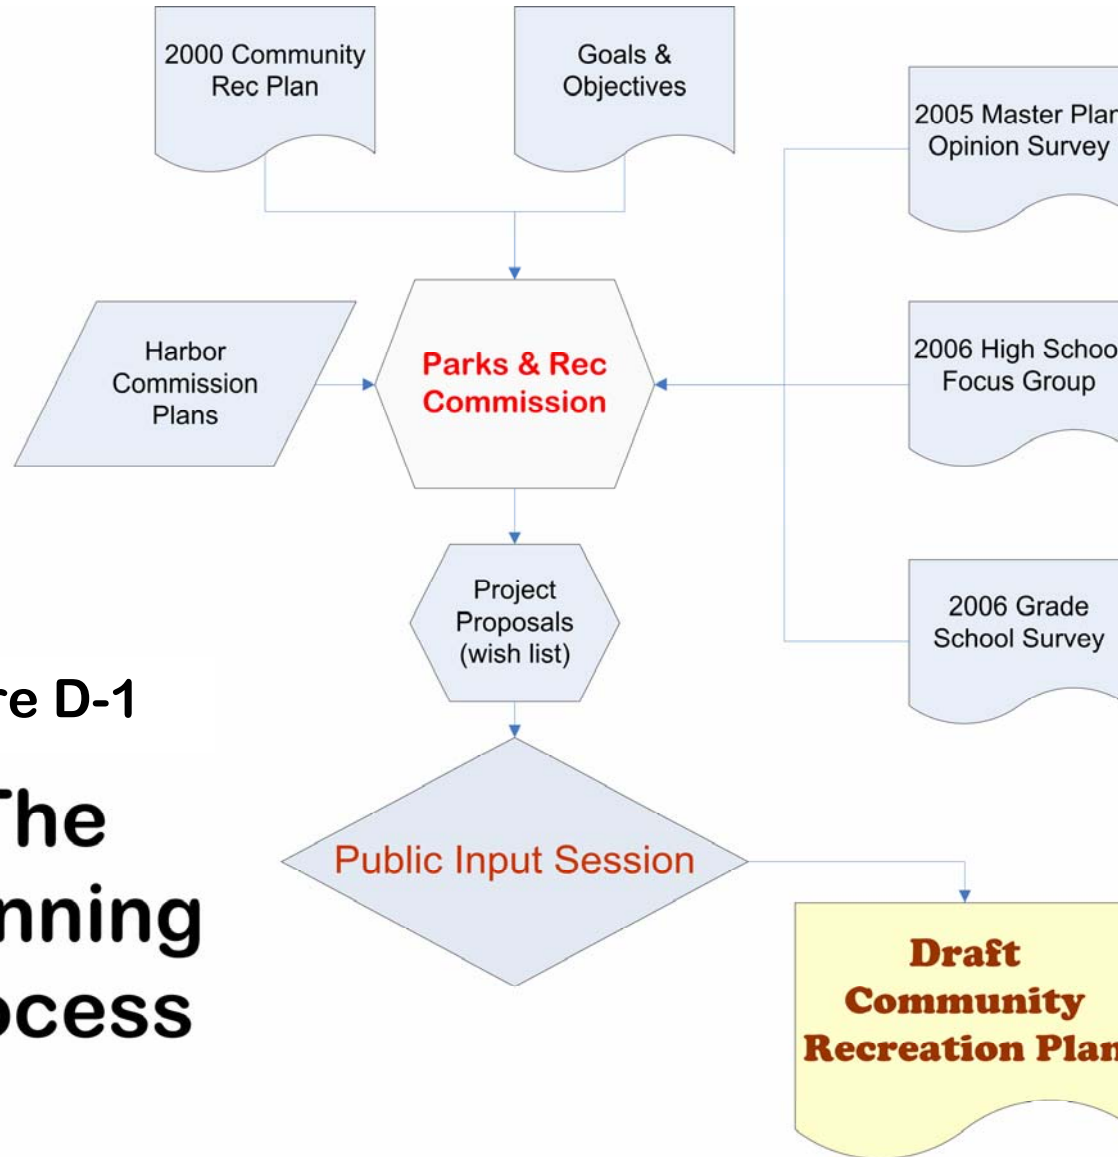 2000 Community
Rec Plan
Goals &
Objectives
2005 Master Plan
Opinion Survey
Harbor
Commission
Plans
Parks & Rec
Commission
2006 High Schoo
Focus Group
Project
Proposals
(wish list)
2006 Grade
School Survey
re D-1
The
nning
ocess
Public Input Session
Draft
Community
Recreation Plan